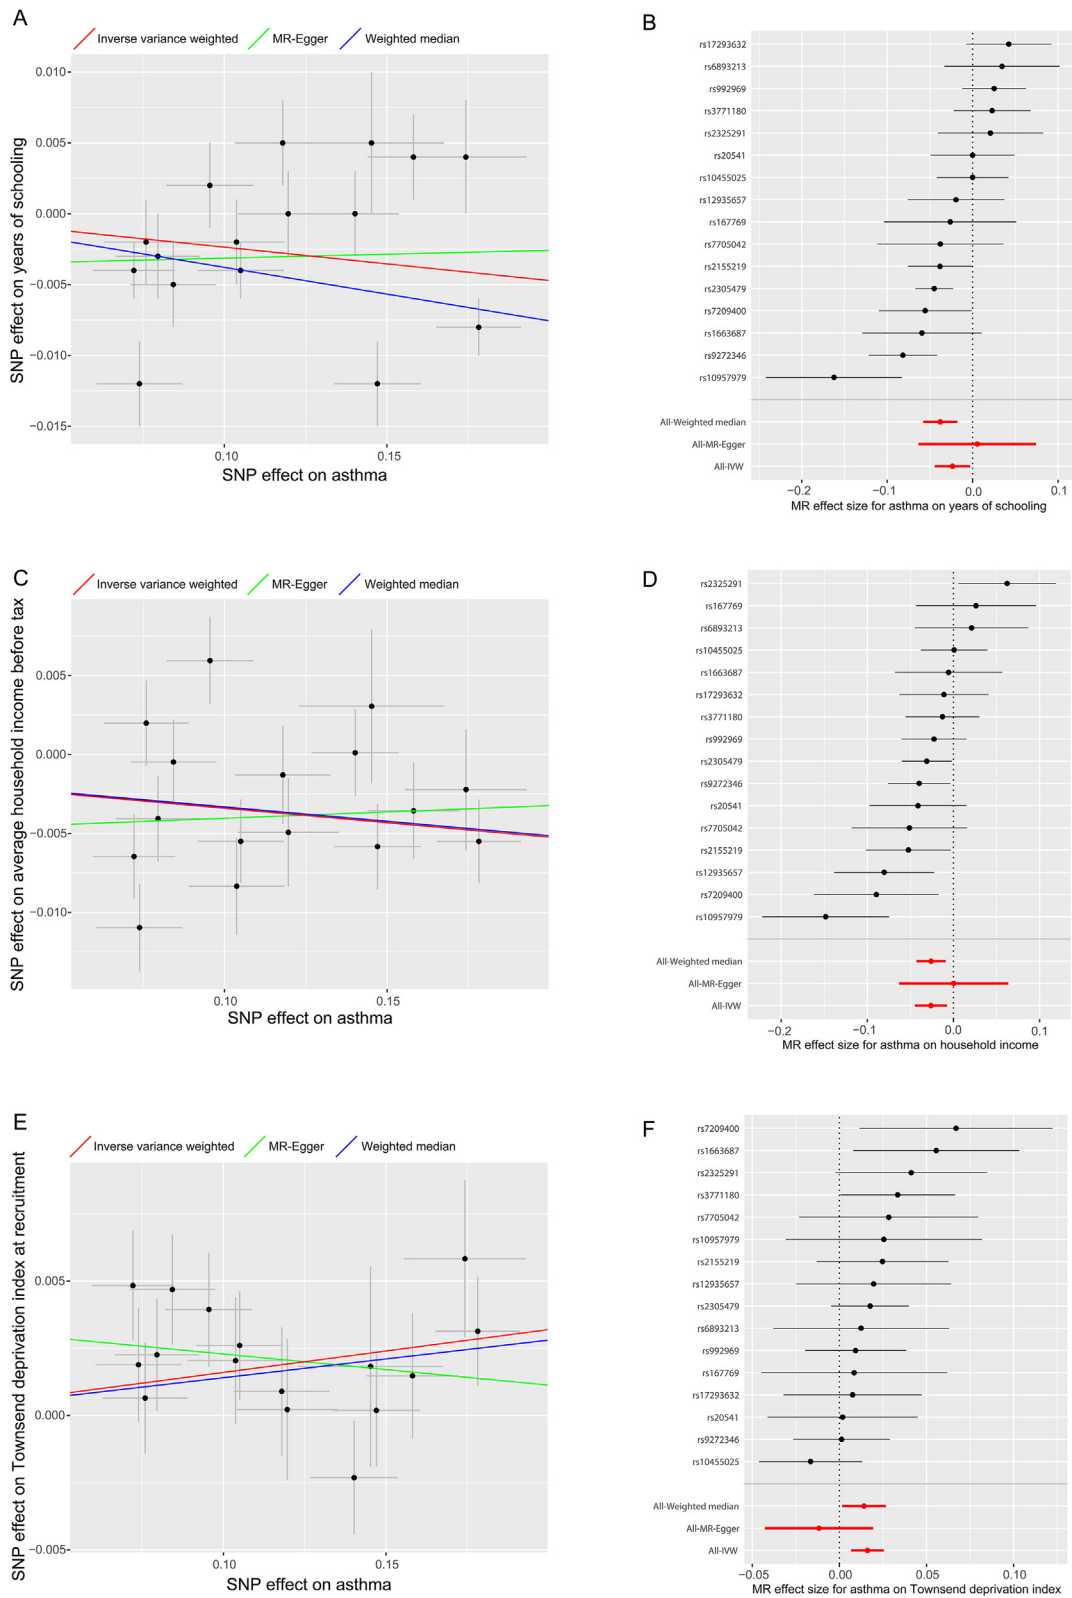 A
Inverse variance weighted MR-Egger Weighted median
SNP effect on years of schooling
0.010
0.005
0.000
−0.005
−0.010
−0.015
0.10 0.15
SNP effect on asthma
B
rs17293632
rs6893213
rs992969
rs3771180
rs2325291
rs20541
rs10455025
rs12935657
rs167769
rs7705042
rs2155219
rs2305479
rs7209400
rs1663687
rs9272346
rs10957979
All-Weighted median
All-MR-Egger
All-IVW
−0.2 −0.1 0.0 0.1
MR effect size for asthma on years of schooling
C
Inverse variance weighted MR-Egger Weighted median
SNP effect on average household income before tax
0.005
0.000
−0.005
−0.010
0.10 0.15
SNP effect on asthma
D
rs2325291
rs167769
rs6893213
rs10455025
rs1663687
rs17293632
rs3771180
rs992969
rs2305479
rs9272346
rs20541
rs7705042
rs2155219
rs12935657
rs7209400
rs10957979
All-Weighted median
All-MR-Egger
All-IVW
−0.2 −0.1 0.0 0.1
MR effect size for asthma on household income
E
Inverse variance weighted MR-Egger Weighted median
SNP effect on Townsend deprivation index at recruitment
0.005
0.000
−0.005
0.10 0.15
SNP effect on asthma
F
rs7209400
rs1663687
rs2325291
rs3771180
rs7705042
rs10957979
rs2155219
rs12935657
rs2305479
rs6893213
rs992969
rs167769
rs17293632
rs20541
rs9272346
rs10455025
All-Weighted median
All-MR-Egger
All-IVW
−0.05 0.00 0.05 0.10
MR effect size for asthma on Townsend deprivation index